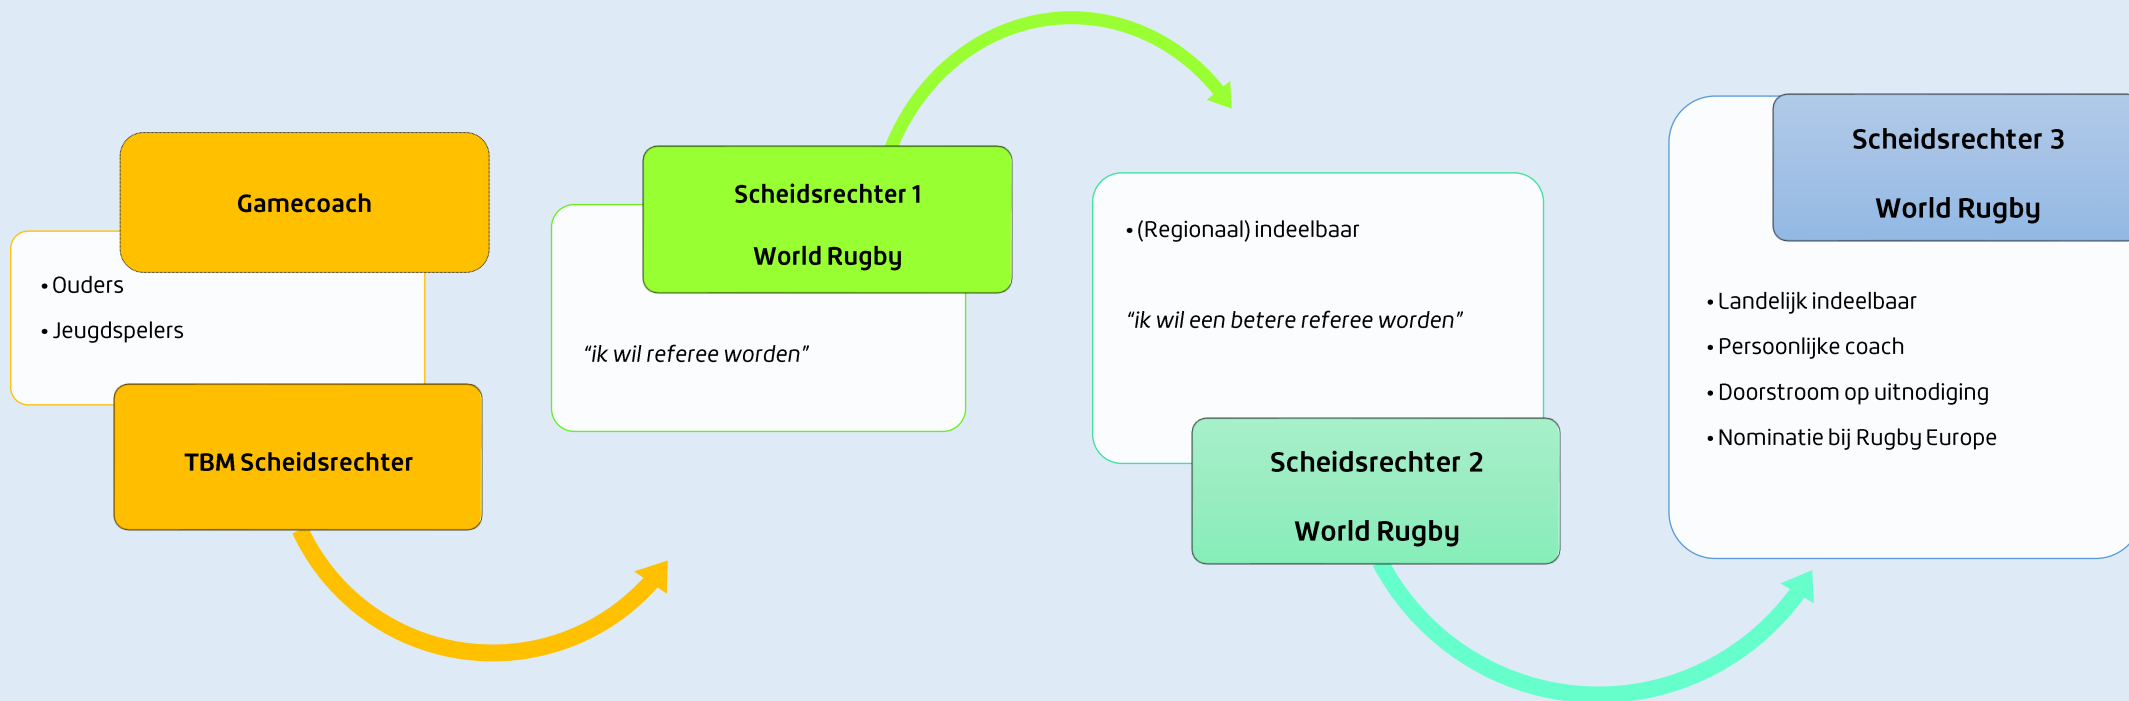 Gamecoach
• Ouders
• Jeugdspelers
TBM Scheidsrechter
Scheidsrechter 1
World Rugby
“ik wil referee worden”
• (Regionaal) indeelbaar
“ik wil een betere referee worden”
Scheidsrechter 2
World Rugby
Scheidsrechter 3
World Rugby
• Landelijk indeelbaar
• Persoonlijke coach
• Doorstroom op uitnodiging
• Nominatie bij Rugby Europe